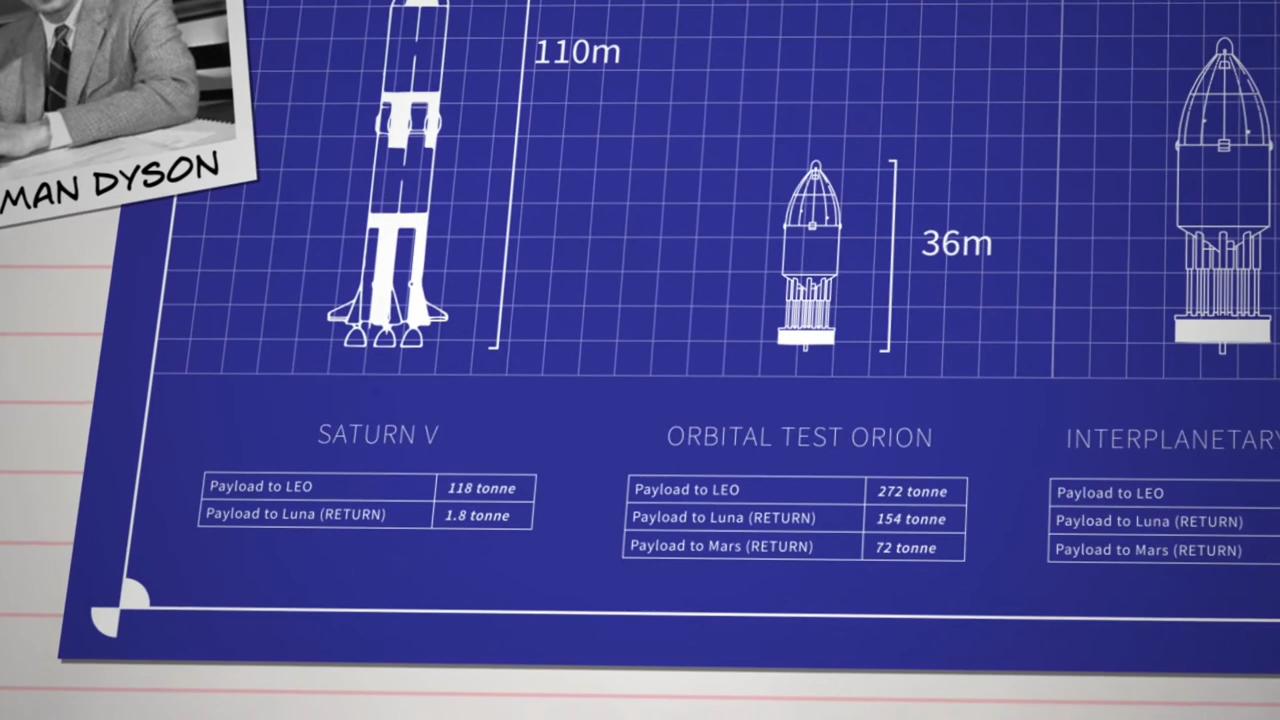 MAN DYSON
110m
36m
SATURN V
Payload to LEO 118 tonne
Payload to Luna (RETURN) 1.8 tonne
ORBITAL TEST ORION
Payload to LEO 272 tonne
Payload to Luna (RETURN) 154 tonne
Payload to Mars (RETURN) 72 tonne
INTERPLANETARY
Payload to LEO
Payload to Luna (RETURN)
Payload to Mars (RETURN)